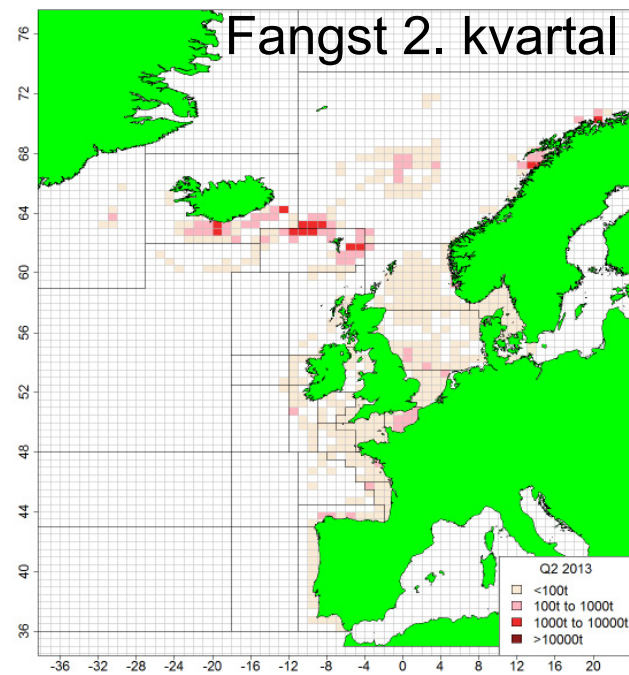 Fangst 2. kvartal
76
72
68
64
60
56
52
48
44
40
36
Q2 2013
<100t
100t to 1000t
1000t to 10000t
>10000t
-36 -32 -28 -24 -20 -16 -12 -8 -4 0 4 8 12 16 20